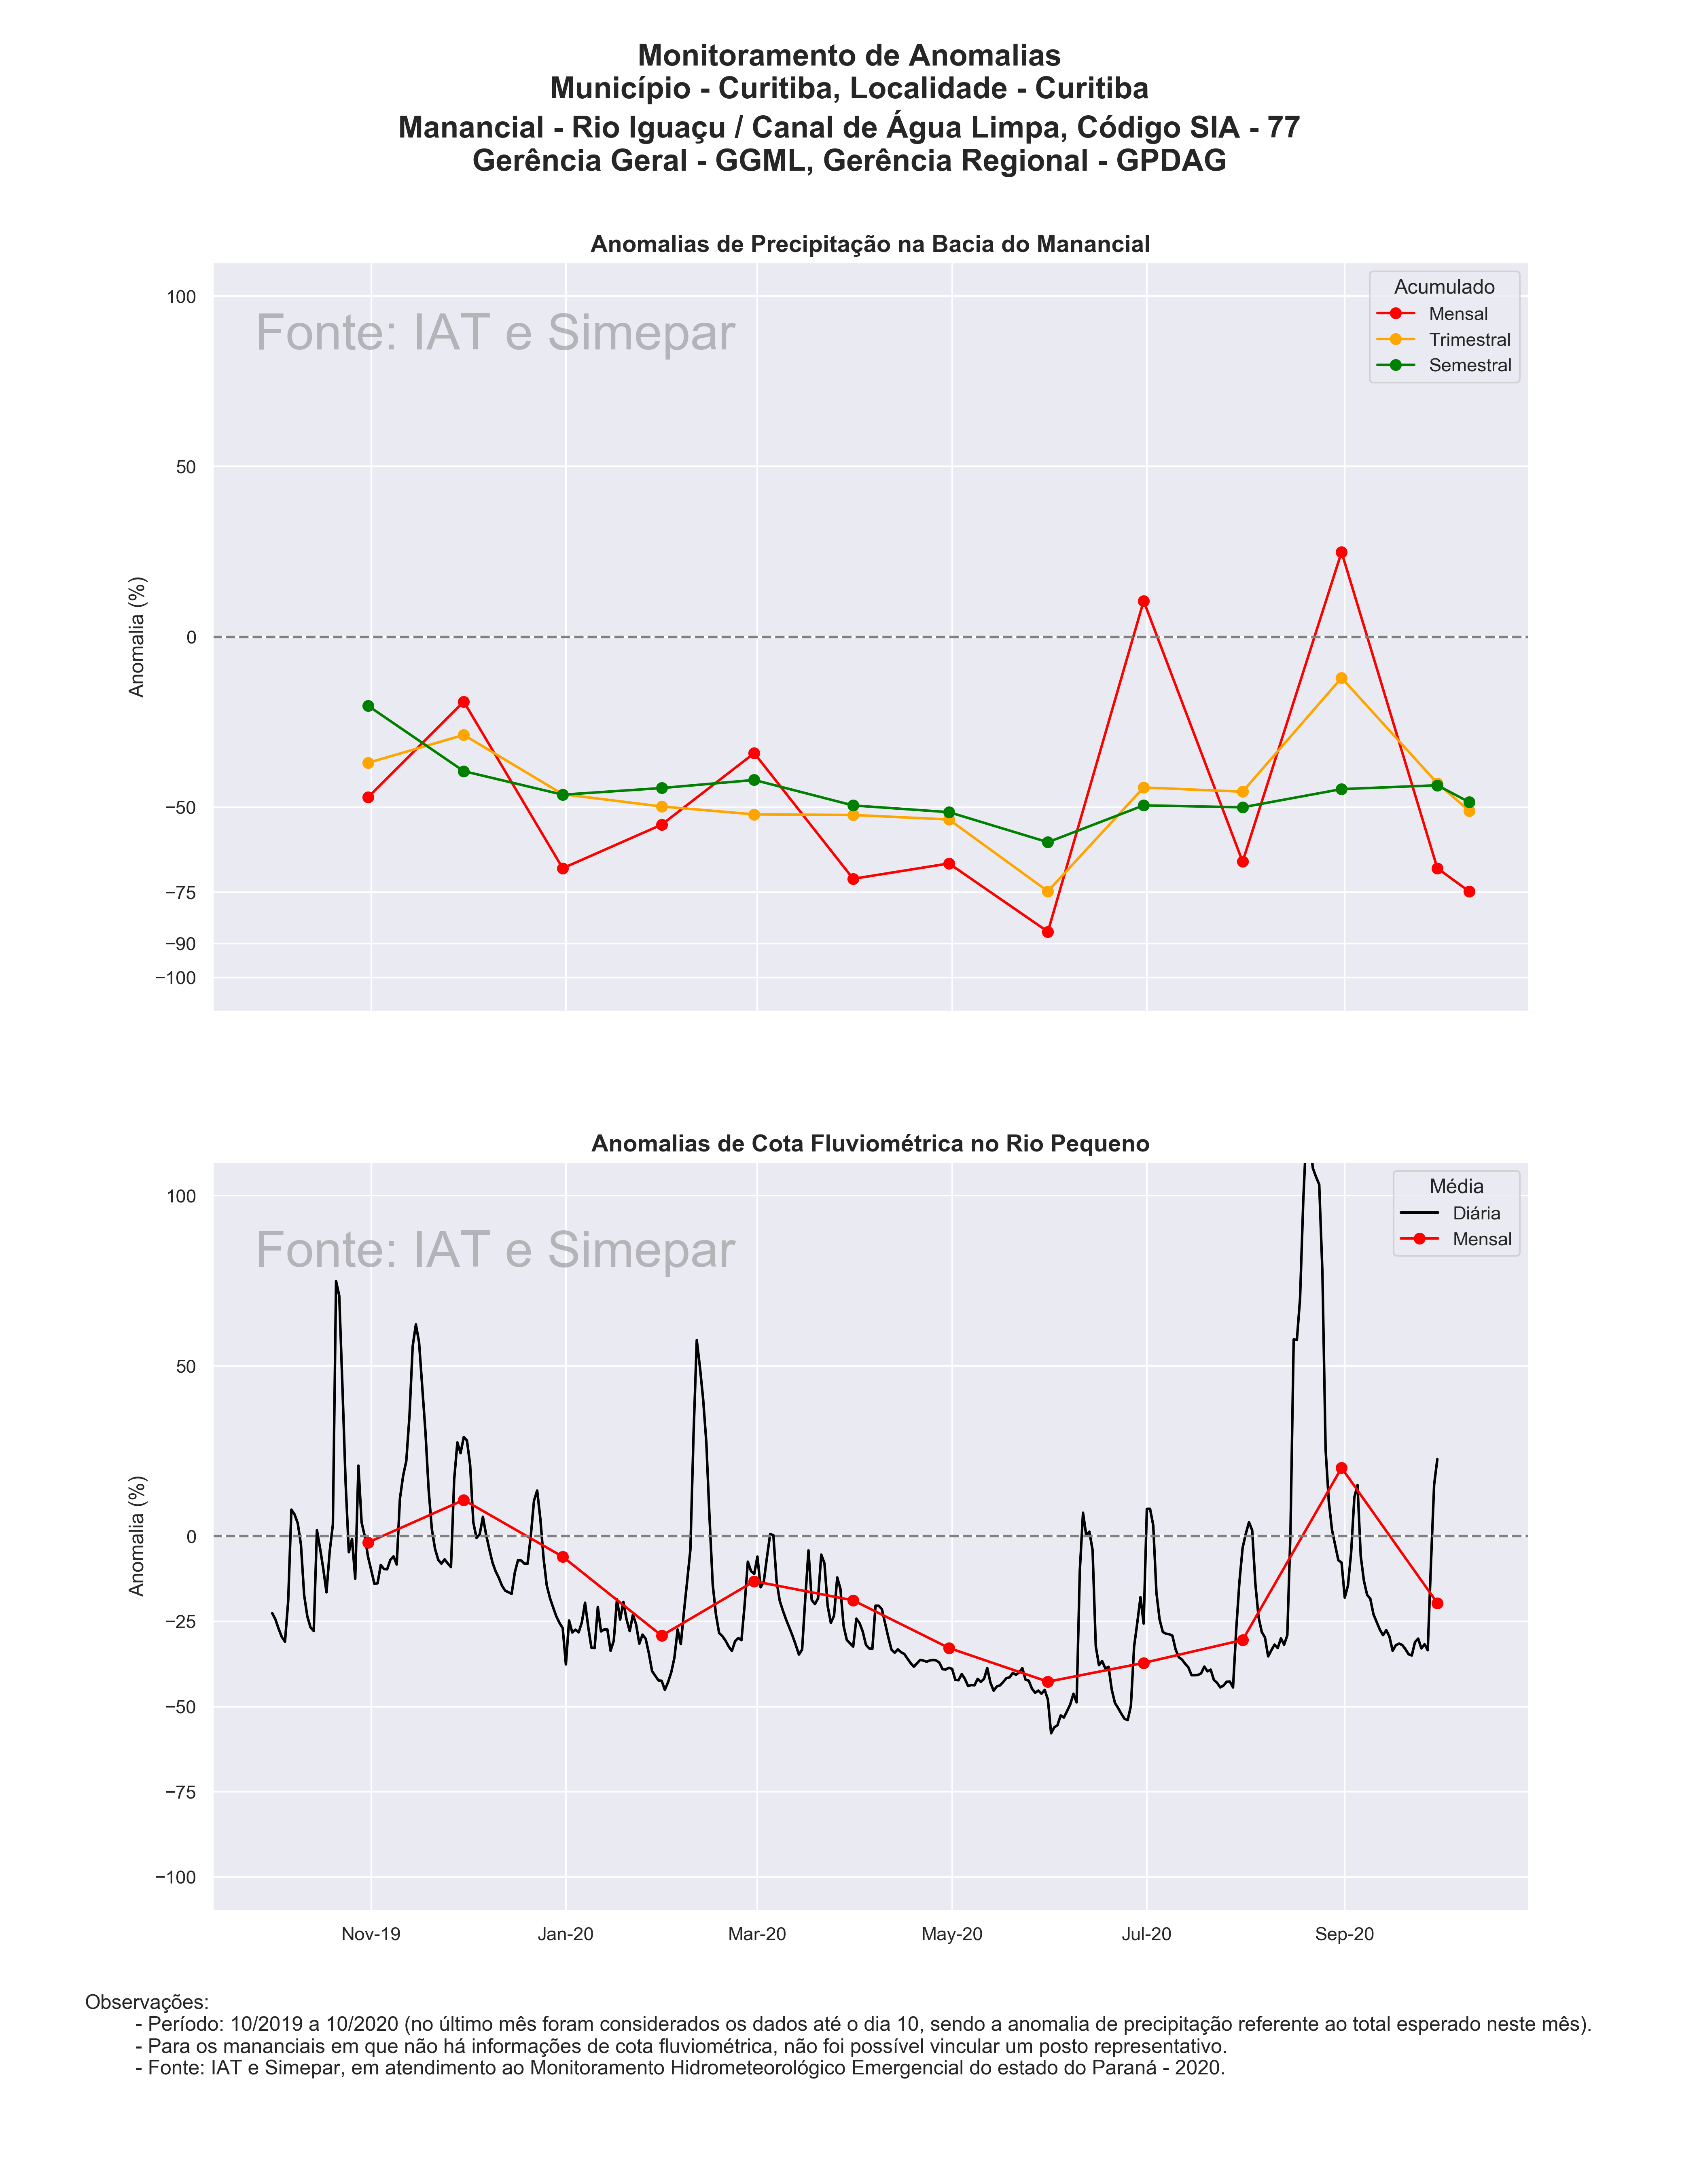 Monitoramento de Anomalias
Município - Curitiba, Localidade - Curitiba
Manancial - Rio Iguaçu / Canal de Água Limpa, Código SIA - 77
Gerência Geral - GGML, Gerência Regional - GPDAG
Anomalias de Precipitação na Bacia do Manancial
Fonte: IAT e Simepar
Acumulado
Mensal
Trimestral
Semestral
Anomalia (%)
100
50
0
−50
−75
−90
−100
Anomalias de Cota Fluviométrica no Rio Pequeno
Fonte: IAT e Simepar
Média
Diária
Mensal
Anomalia (%)
100
50
0
−25
−50
−75
−100
Nov-19 Jan-20 Mar-20 May-20 Jul-20 Sep-20
Observações:
- Período: 10/2019 a 10/2020 (no último mês foram considerados os dados até o dia 10, sendo a anomalia de precipitação referente ao total esperado neste mês).
- Para os mananciais em que não há informações de cota fluviométrica, não foi possível vincular um posto representativo.
- Fonte: IAT e Simepar, em atendimento ao Monitoramento Hidrometeorológico Emergencial do estado do Paraná - 2020.